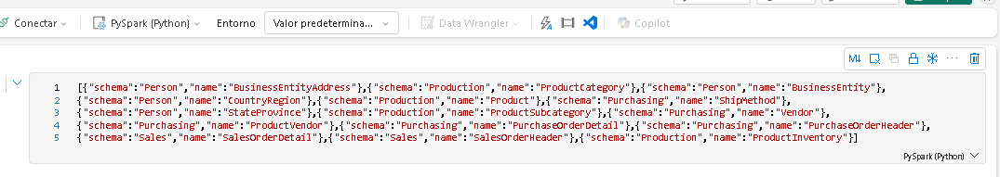 Conectar PySpark (Python) Entorno Valor predetermina... Data Wrangler Copilot
M↓ ...
1 [{"schema":"Person","name":"BusinessEntityAddress"},{"schema":"Production","name":"ProductCategory"},{"schema":"Person","name":"BusinessEntity"},
2 {"schema":"Person","name":"CountryRegion"},{"schema":"Production","name":"Product"},{"schema":"Purchasing","name":"ShipMethod"},
3 {"schema":"Person","name":"StateProvince"},{"schema":"Production","name":"ProductSubcategory"},{"schema":"Purchasing","name":"Vendor"},
4 {"schema":"Purchasing","name":"ProductVendor"},{"schema":"Purchasing","name":"PurchaseOrderDetail"},{"schema":"Purchasing","name":"PurchaseOrderHeader"},
5 {"schema":"Sales","name":"SalesOrderDetail"},{"schema":"Sales","name":"SalesOrderHeader"},{"schema":"Production","name":"ProductInventory"}]
PySpark (Python)